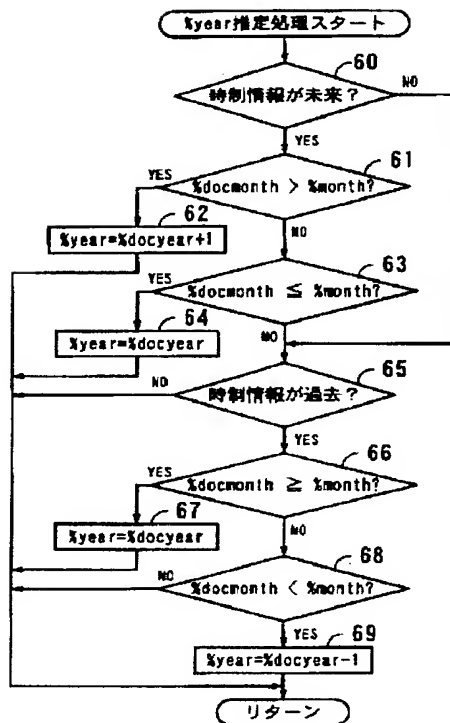 %year推定処理スタート
60
時制情報が未来?
NO
YES
61
YES
%docmonth > %month?
62
NO
%year=%docyear+1
63
YES
%docmonth ≦ %month?
64
NO
%year=%docyear
65
NO
時制情報が過去?
YES
66
YES
%docmonth ≧ %month?
67
NO
%year=%docyear
68
NO
%docmonth < %month?
YES
69
%year=%docyear-1
リターン